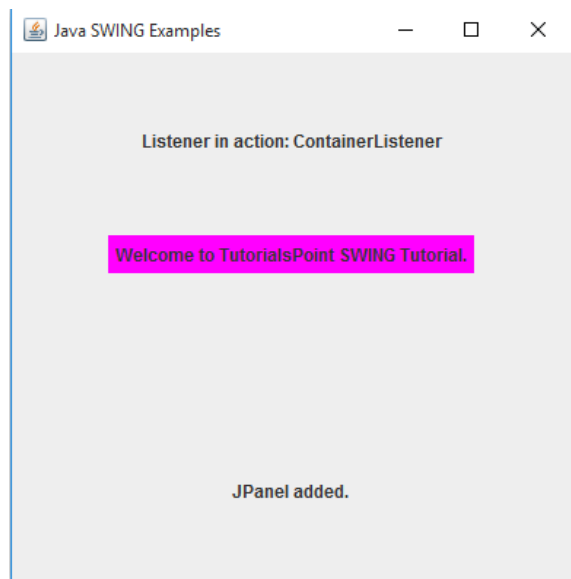 Java SWING Examples
Listener in action: ContainerListener
Welcome to TutorialsPoint SWING Tutorial.
JPanel added.